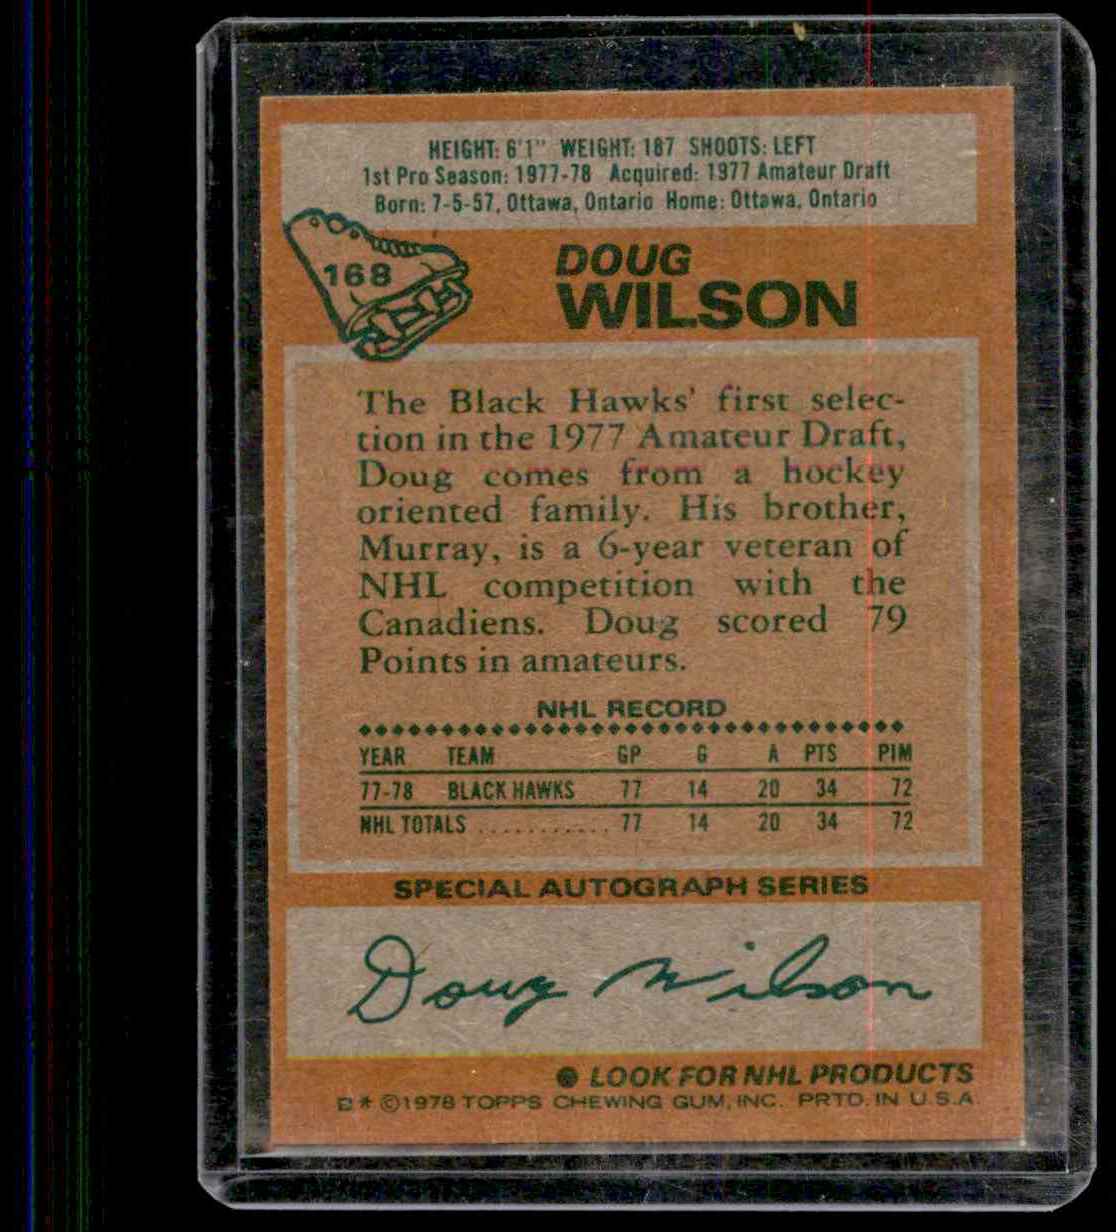 HEIGHT: 6'1" WEIGHT: 187 SHOOTS: LEFT
1st Pro Season: 1977-78 Acquired: 1977 Amateur Draft
Born: 7-5-57, Ottawa, Ontario Home: Ottawa, Ontario
168
DOUG
WILSON
The Black Hawks' first selec-
tion in the 1977 Amateur Draft,
Doug comes from a hockey
oriented family. His brother,
Murray, is a 6-year veteran of
NHL competition with the
Canadiens. Doug scored 79
Points in amateurs.
NHL RECORD
YEAR TEAM GP G A PTS PIM
77-78 BLACK HAWKS 77 14 20 34 72
NHL TOTALS ............ 77 14 20 34 72
SPECIAL AUTOGRAPH SERIES
Doug Wilson
● LOOK FOR NHL PRODUCTS
* ©1978 TOPPS CHEWING GUM, INC. PRTD. IN U.S.A